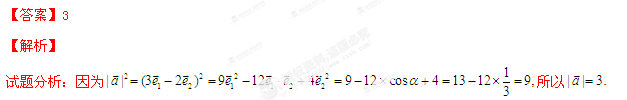 【答案】3
【解析】
试题分析：因为|a̅|²=(3e̅₁−2e̅₂)²=9e̅₁²−12e̅₁·e̅₂+4e̅₂²=9−12×cosα+4=13−12×1/3=9,所以|a̅|=3.